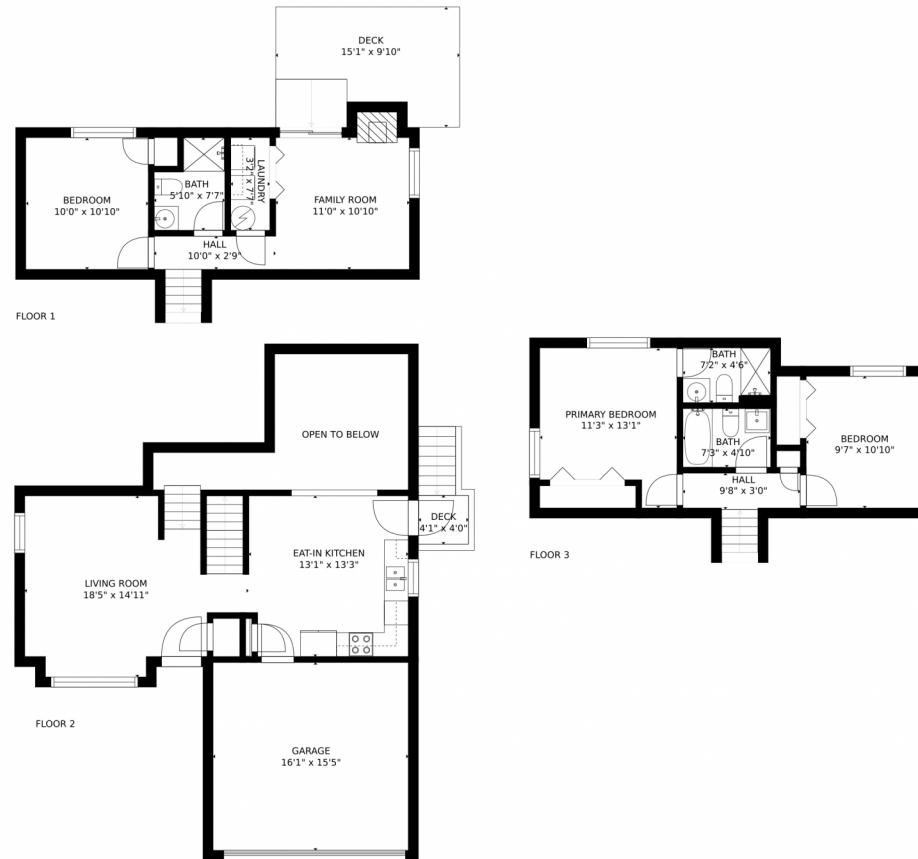 DECK
15'1" x 9'10"
BEDROOM
10'0" x 10'10"
BATH
5'10" x 7'7"
LAUNDRY
3'2" x 7'7"
FAMILY ROOM
11'0" x 10'10"
HALL
10'0" x 2'9"
FLOOR 1
OPEN TO BELOW
DECK
4'1" x 4'0"
EAT-IN KITCHEN
13'1" x 13'3"
LIVING ROOM
18'5" x 14'11"
FLOOR 2
GARAGE
16'1" x 15'5"
BATH
7'2" x 4'6"
PRIMARY BEDROOM
11'3" x 13'1"
BATH
7'3" x 4'10"
BEDROOM
9'7" x 10'10"
HALL
9'8" x 3'0"
FLOOR 3